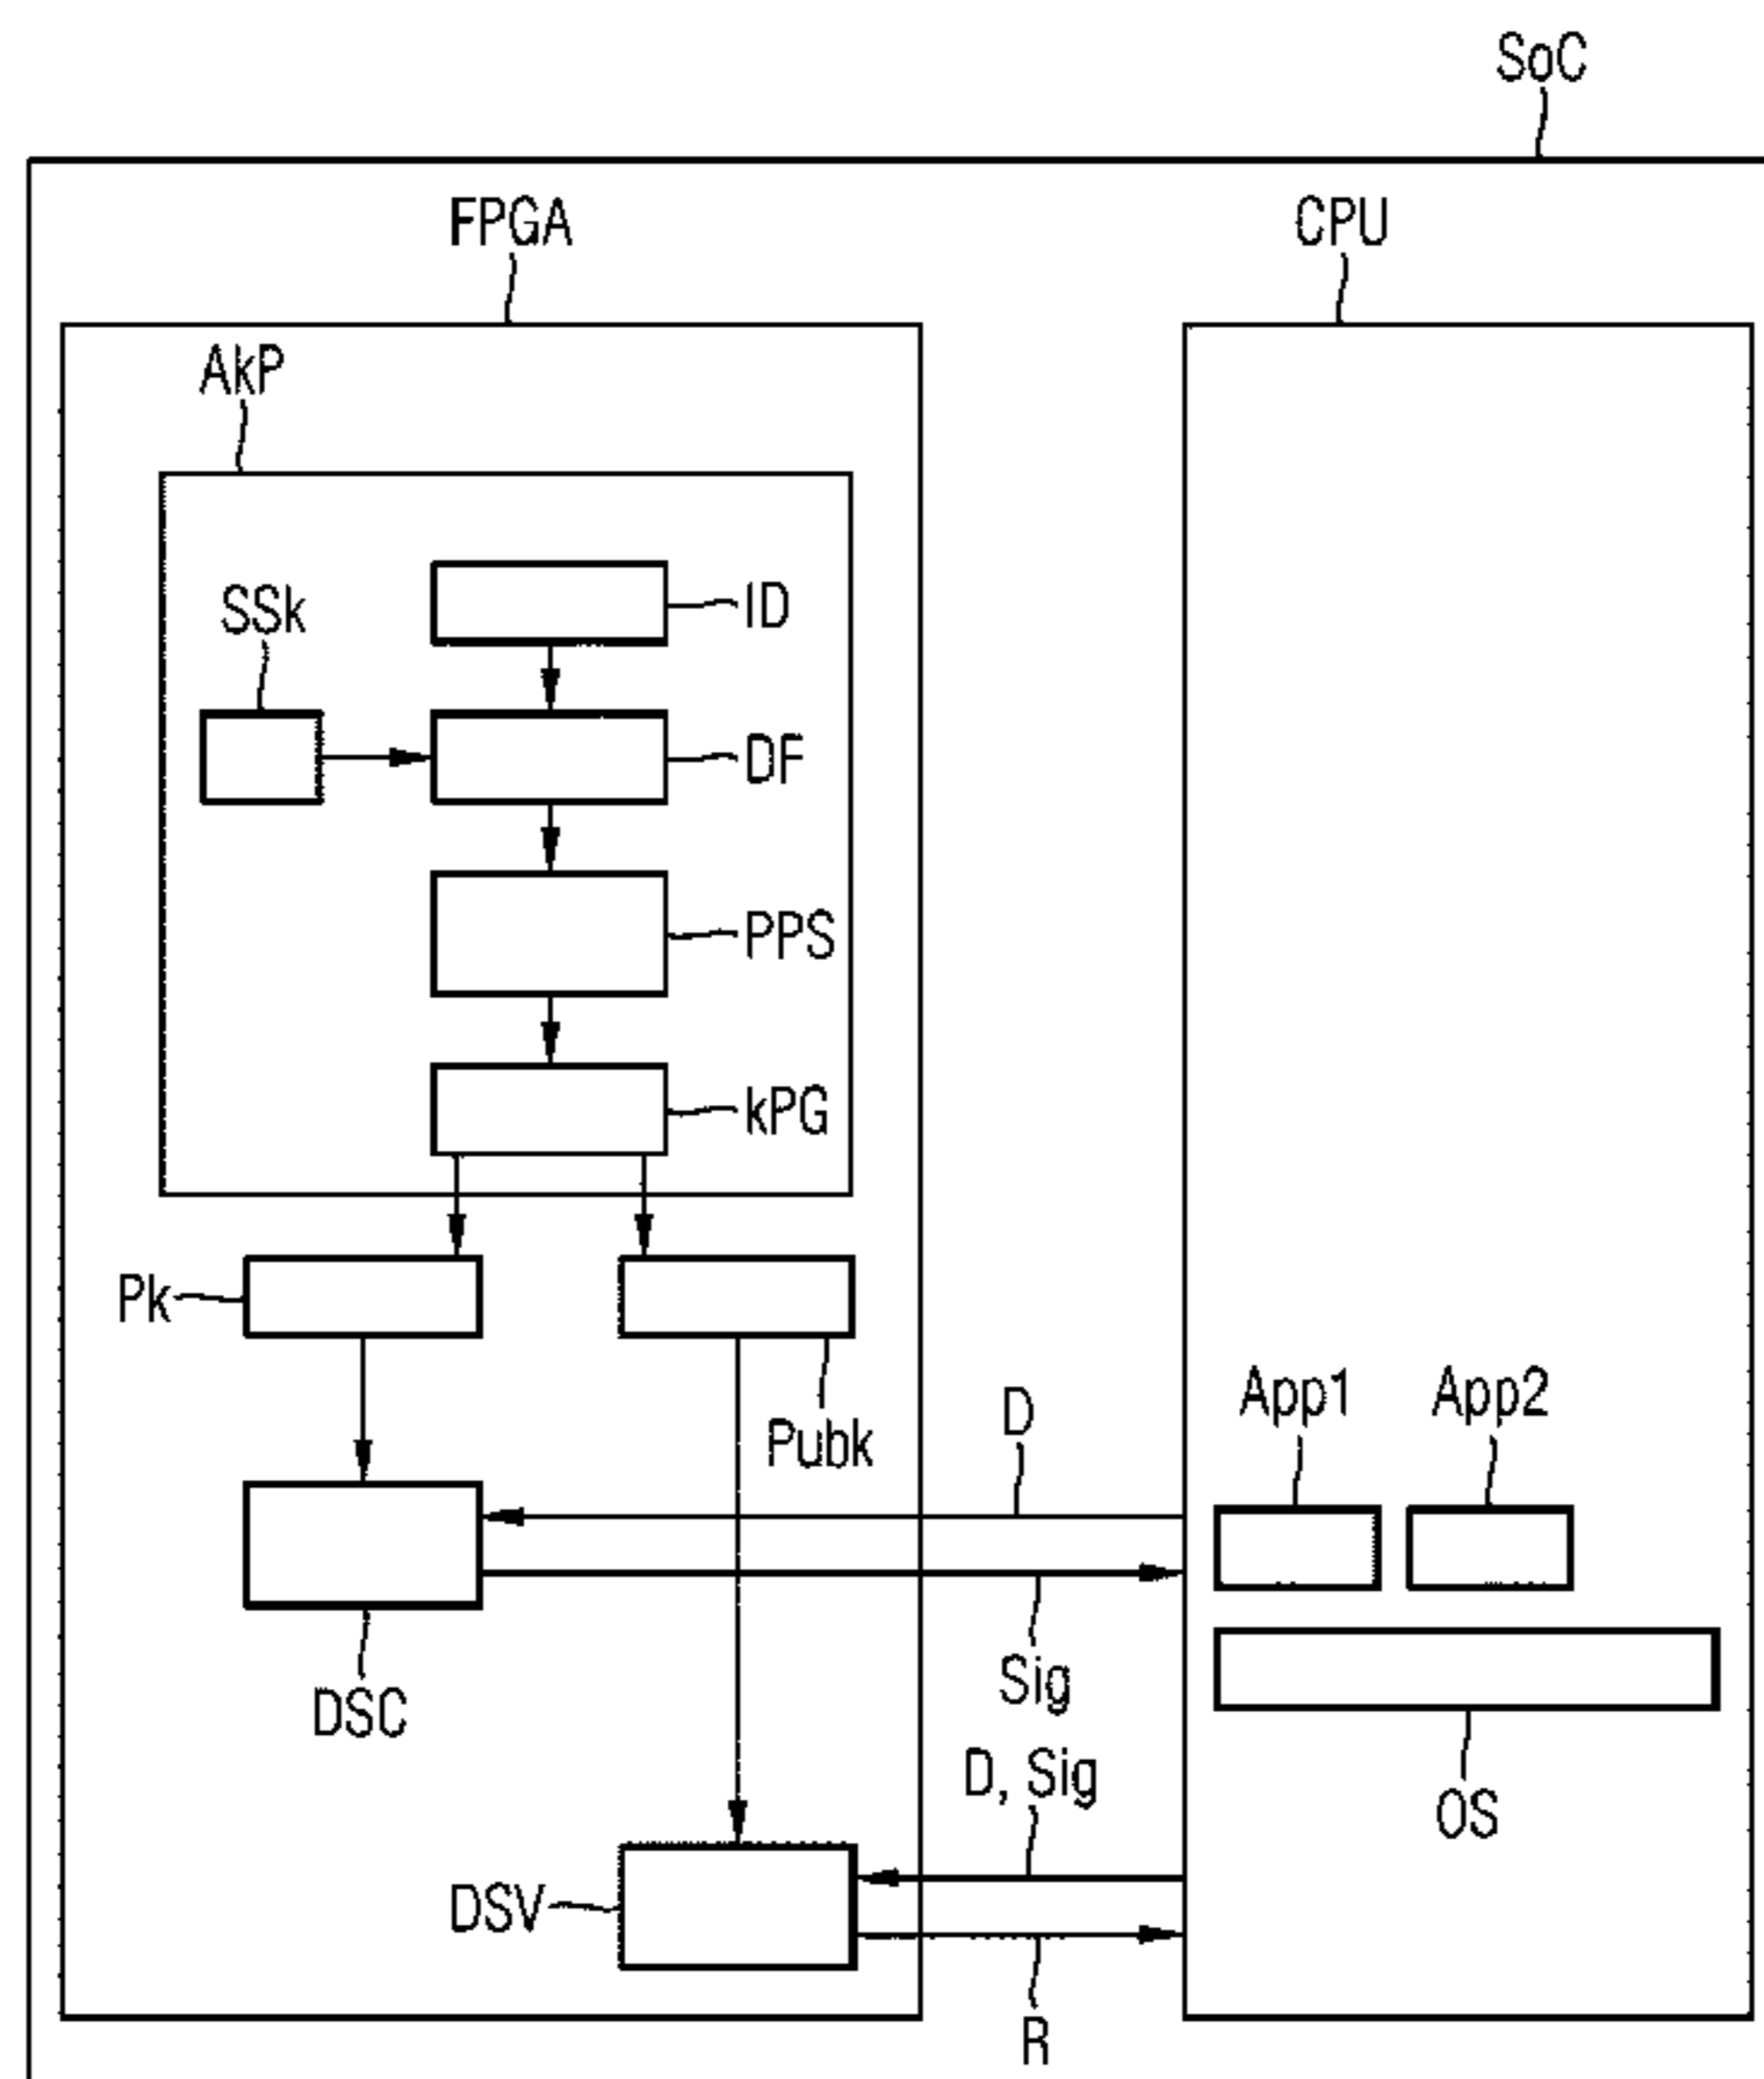 SoC
FPGA
CPU
AkP
SSk
ID
DF
PPS
kPG
Pk
Pubk
D
App1
App2
DSC
Sig
D, Sig
OS
DSV
R